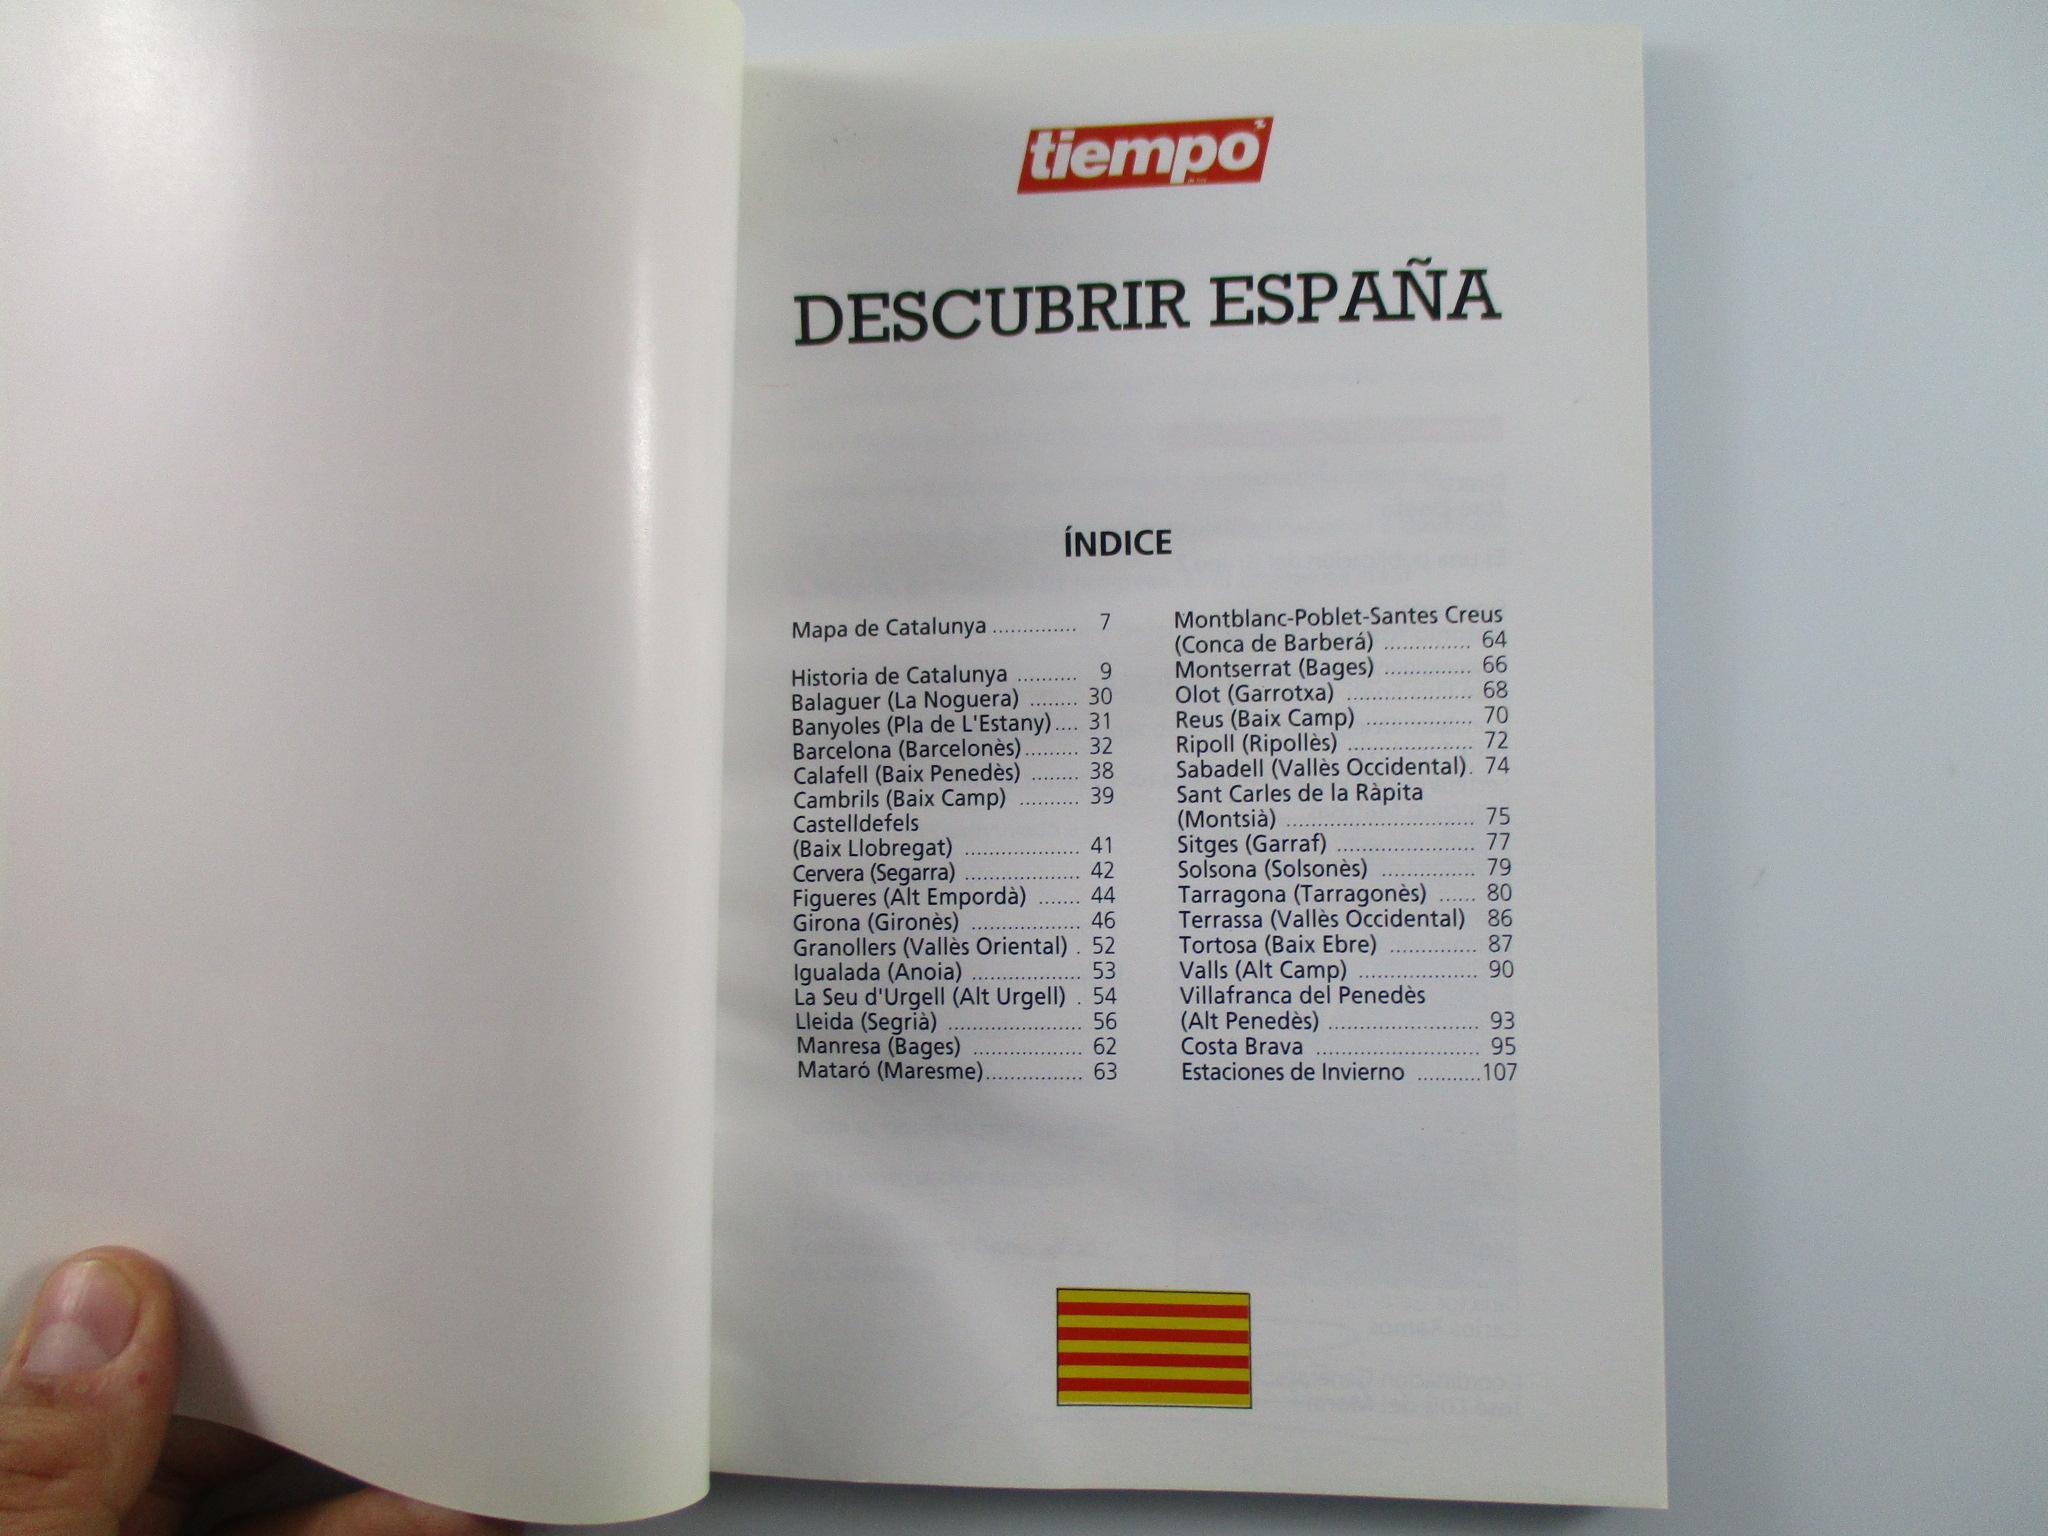 tiempo
DESCUBRIR ESPAÑA
ÍNDICE
Mapa de Catalunya .............. 7
Historia de Catalunya .......... 9
Balaguer (La Noguera) ........ 30
Banyoles (Pla de L'Estany).... 31
Barcelona (Barcelonès)......... 32
Calafell (Baix Penedès) ........ 38
Cambrils (Baix Camp) .......... 39
Castelldefels
(Baix Llobregat) ................... 41
Cervera (Segarra) ................... 42
Figueres (Alt Empordà) ....... 44
Girona (Gironès) .................. 46
Granollers (Vallès Oriental) . 52
Igualada (Anoia) .................. 53
La Seu d'Urgell (Alt Urgell) . 54
Lleida (Segrià) ...................... 56
Manresa (Bages) .................. 62
Mataró (Maresme)................ 63
Montblanc-Poblet-Santes Creus
(Conca de Barberá) .............. 64
Montserrat (Bages) .............. 66
Olot (Garrotxa) .................... 68
Reus (Baix Camp) ................. 70
Ripoll (Ripollès) .................... 72
Sabadell (Vallès Occidental). 74
Sant Carles de la Ràpita
(Montsià) .............................. 75
Sitges (Garraf) ...................... 77
Solsona (Solsonès) ............... 79
Tarragona (Tarragonès) ...... 80
Terrassa (Vallès Occidental) 86
Tortosa (Baix Ebre) .............. 87
Valls (Alt Camp) ................... 90
Villafranca del Penedès
(Alt Penedès) ........................ 93
Costa Brava .......................... 95
Estaciones de Invierno ...........107